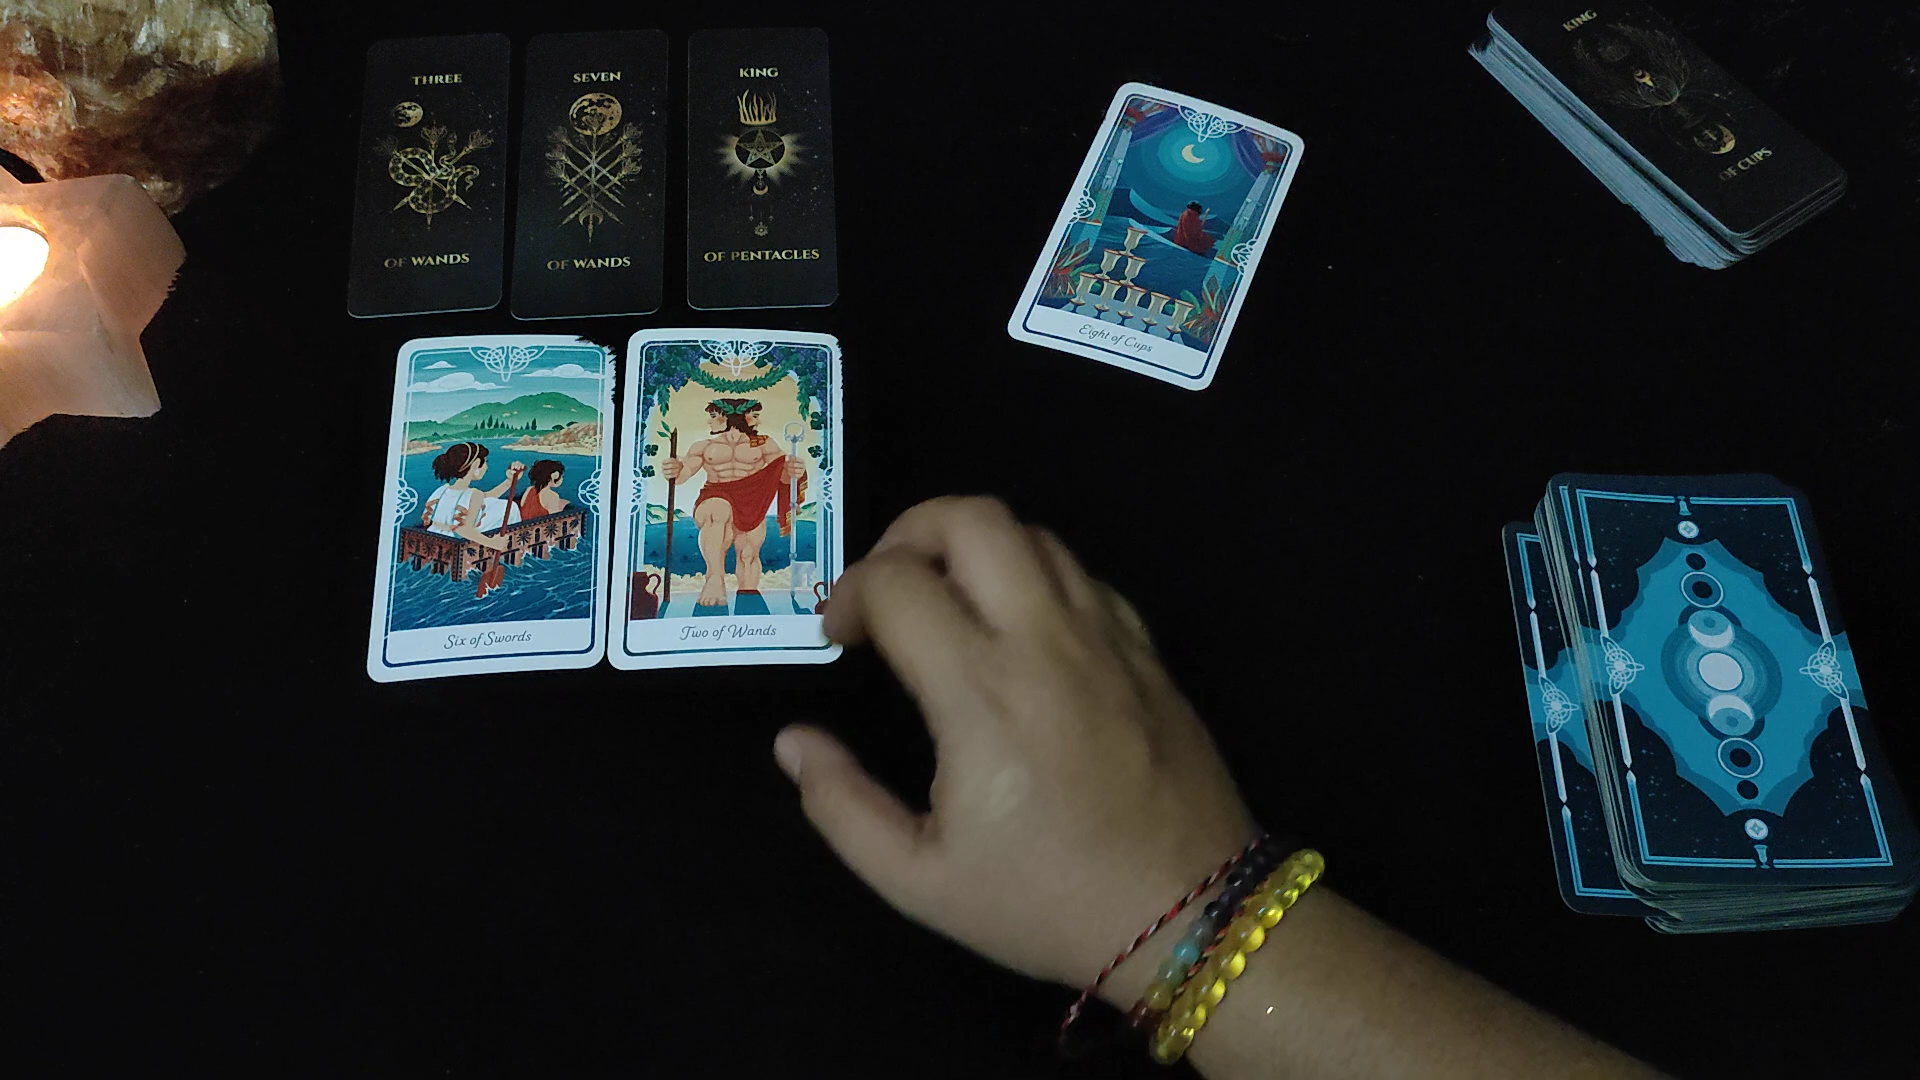 THREE
OF WANDS
SEVEN
OF WANDS
KING
OF PENTACLES
Eight of Cups
KING
OF CUPS
Six of Swords
Two of Wands